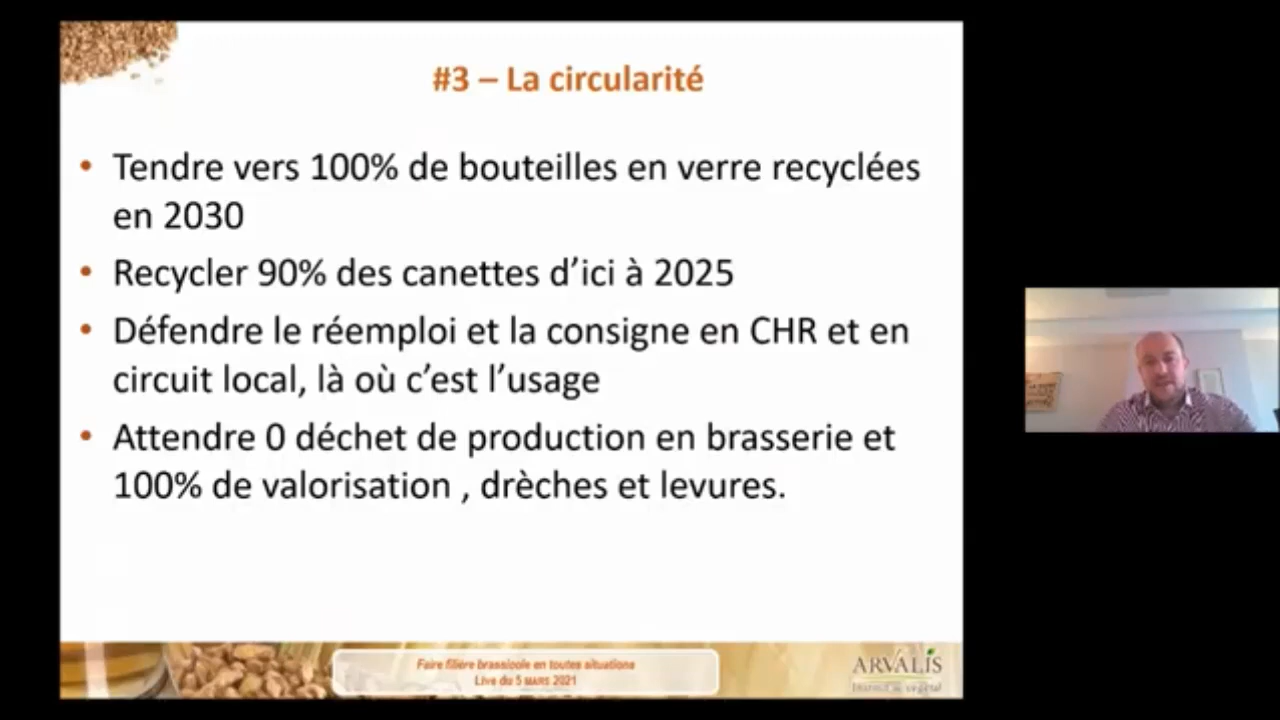 #3 – La circularité
• Tendre vers 100% de bouteilles en verre recyclées
en 2030
• Recycler 90% des canettes d’ici à 2025
• Défendre le réemploi et la consigne en CHR et en
circuit local, là où c’est l’usage
• Attendre 0 déchet de production en brasserie et
100% de valorisation , drèches et levures.
Faire filière brassicole en toutes situations
Live du 5 MARS 2021
ARVALIS
Institut du végétal